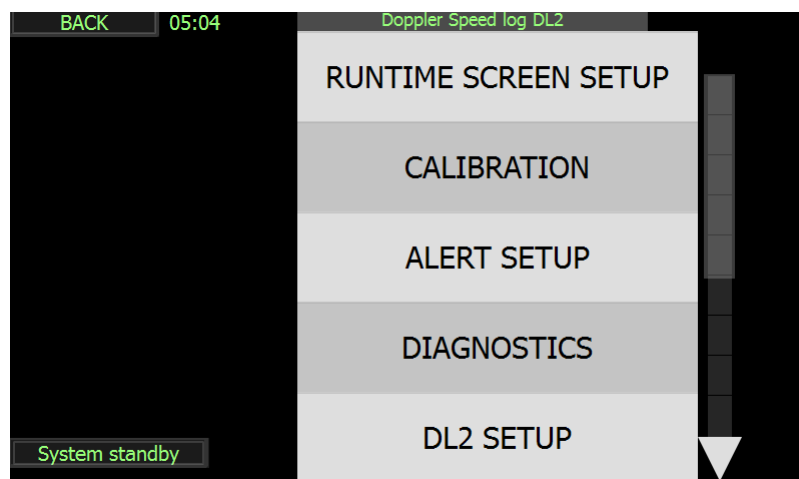 BACK
05:04
Doppler Speed log DL2
RUNTIME SCREEN SETUP
CALIBRATION
ALERT SETUP
DIAGNOSTICS
DL2 SETUP
System standby